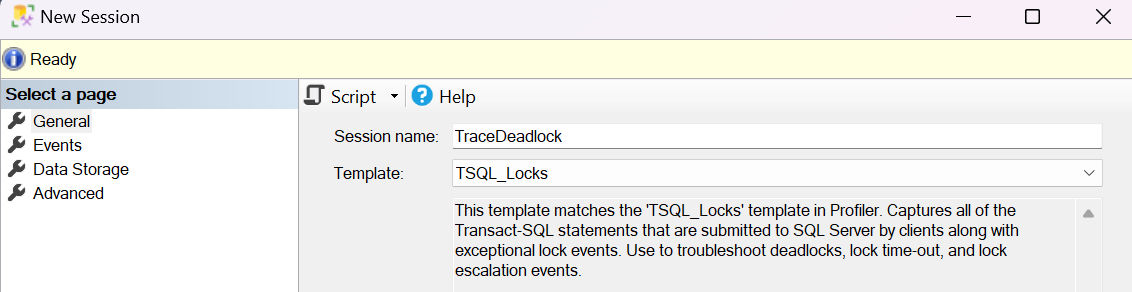 New Session
Ready
Select a page
General
Events
Data Storage
Advanced
Script
Help
Session name: TraceDeadlock
Template: TSQL_Locks
This template matches the 'TSQL_Locks' template in Profiler. Captures all of the
Transact-SQL statements that are submitted to SQL Server by clients along with
exceptional lock events. Use to troubleshoot deadlocks, lock time-out, and lock
escalation events.